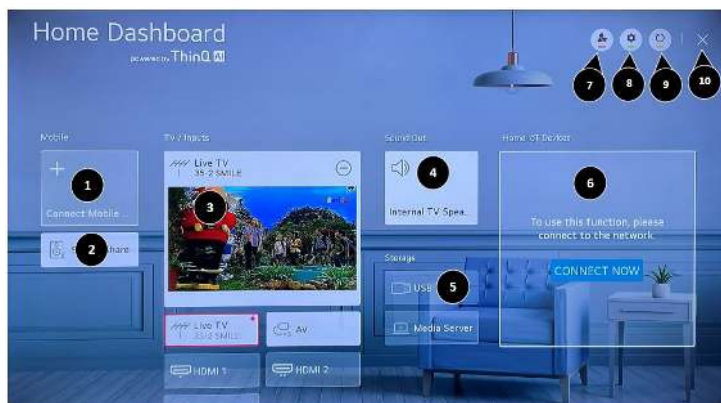 Home Dashboard
powered by ThinQ AI
7
8
9
10
Mobile
TV / Inputs
Sound Out
Home IoT Devices
1
Connect Mobile ...
2
Share
Live TV
35-2 SMILE
3
4
Internal TV Spea...
Storage
USB
5
Media Server
6
To use this function, please
connect to the network.
CONNECT NOW
Live TV
35-2 SMILE
AV
HDMI 1
HDMI 2